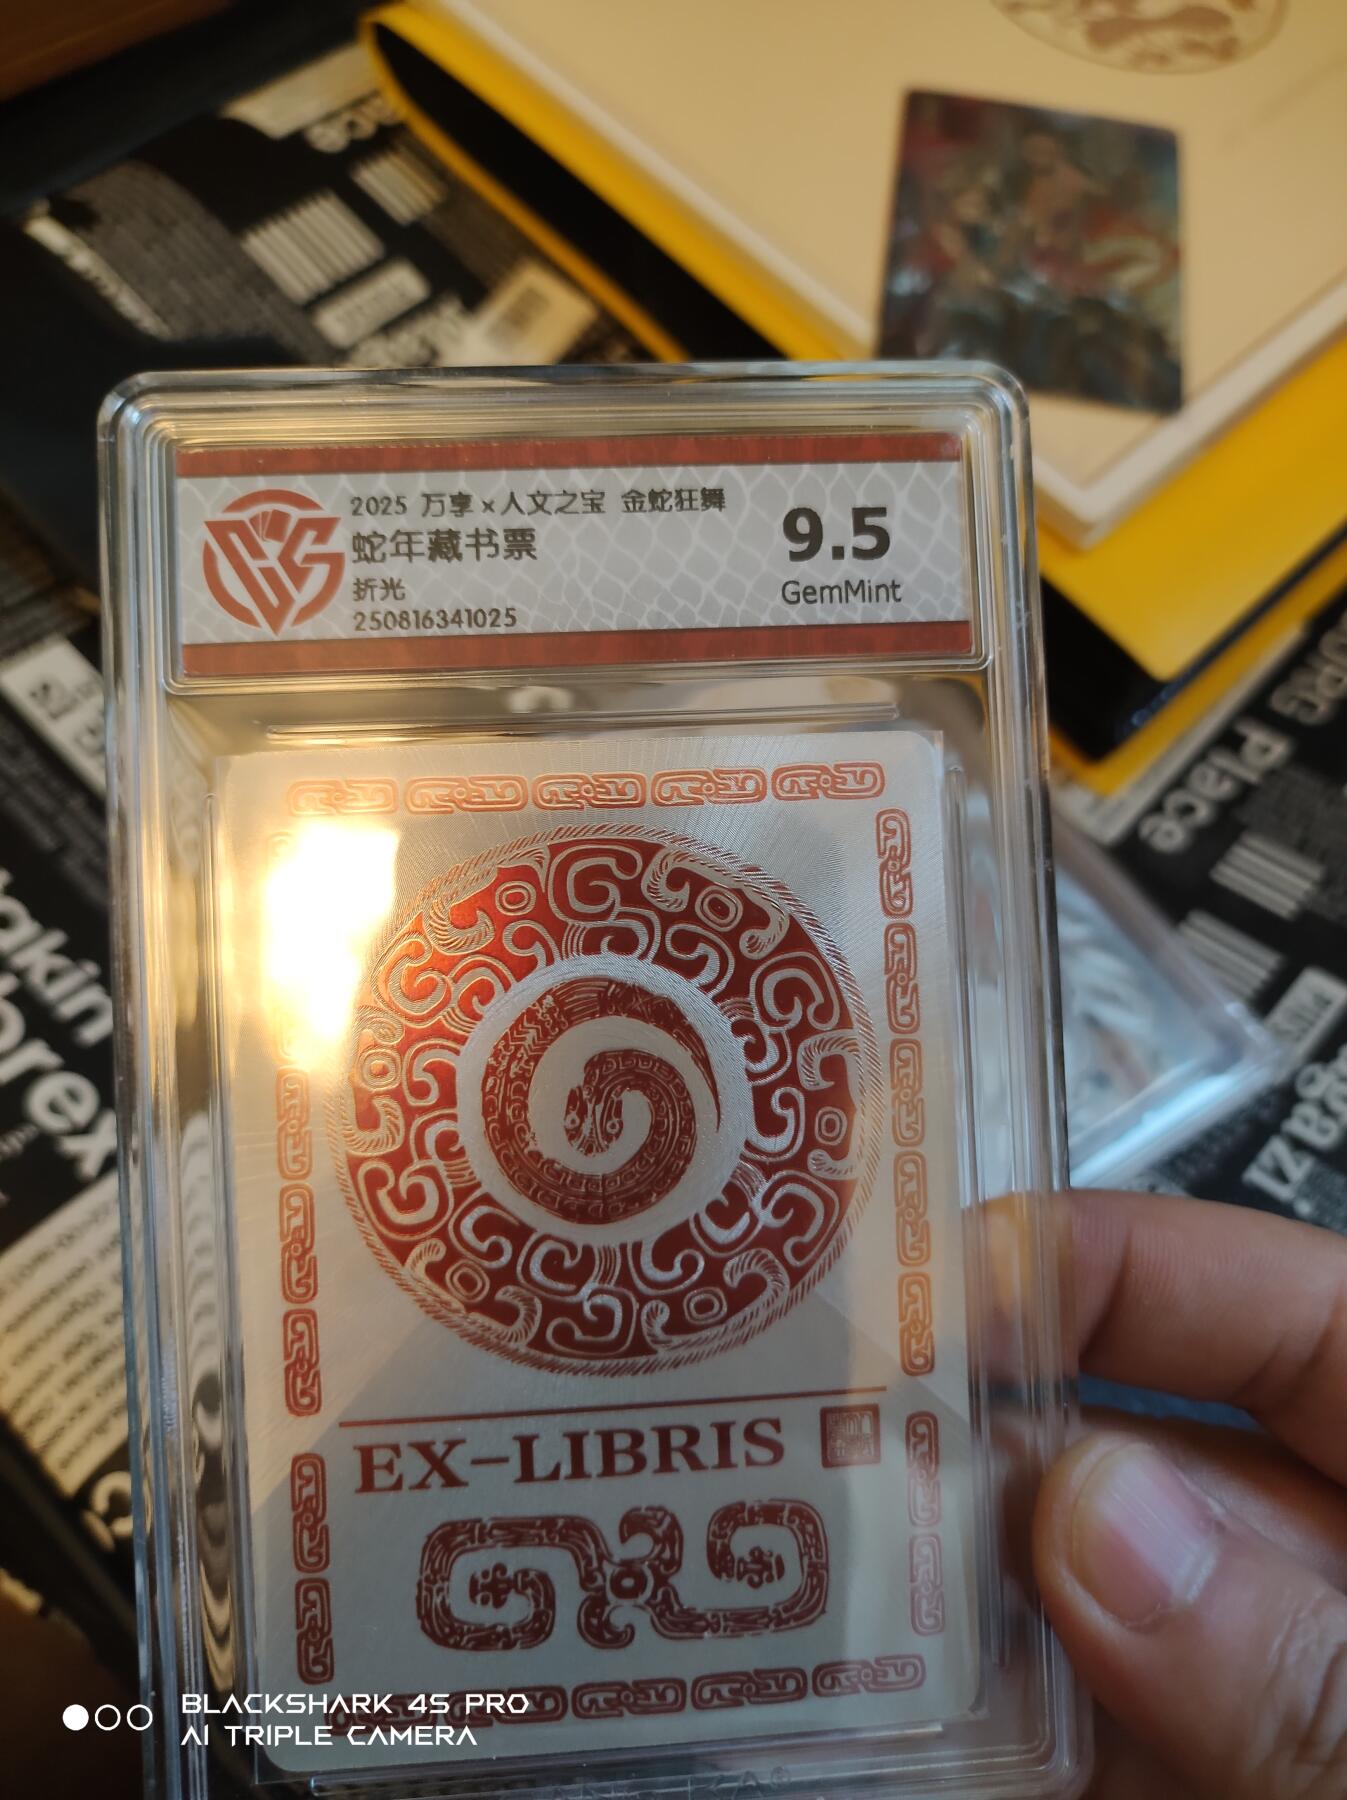 2025 万享×人文之宝 金蛇狂舞
蛇年藏书票
折光
250816341025
9.5
GemMint
EX-LIBRIS
Place
BLACKSHARK 4S PRO
AI TRIPLE CAMERA